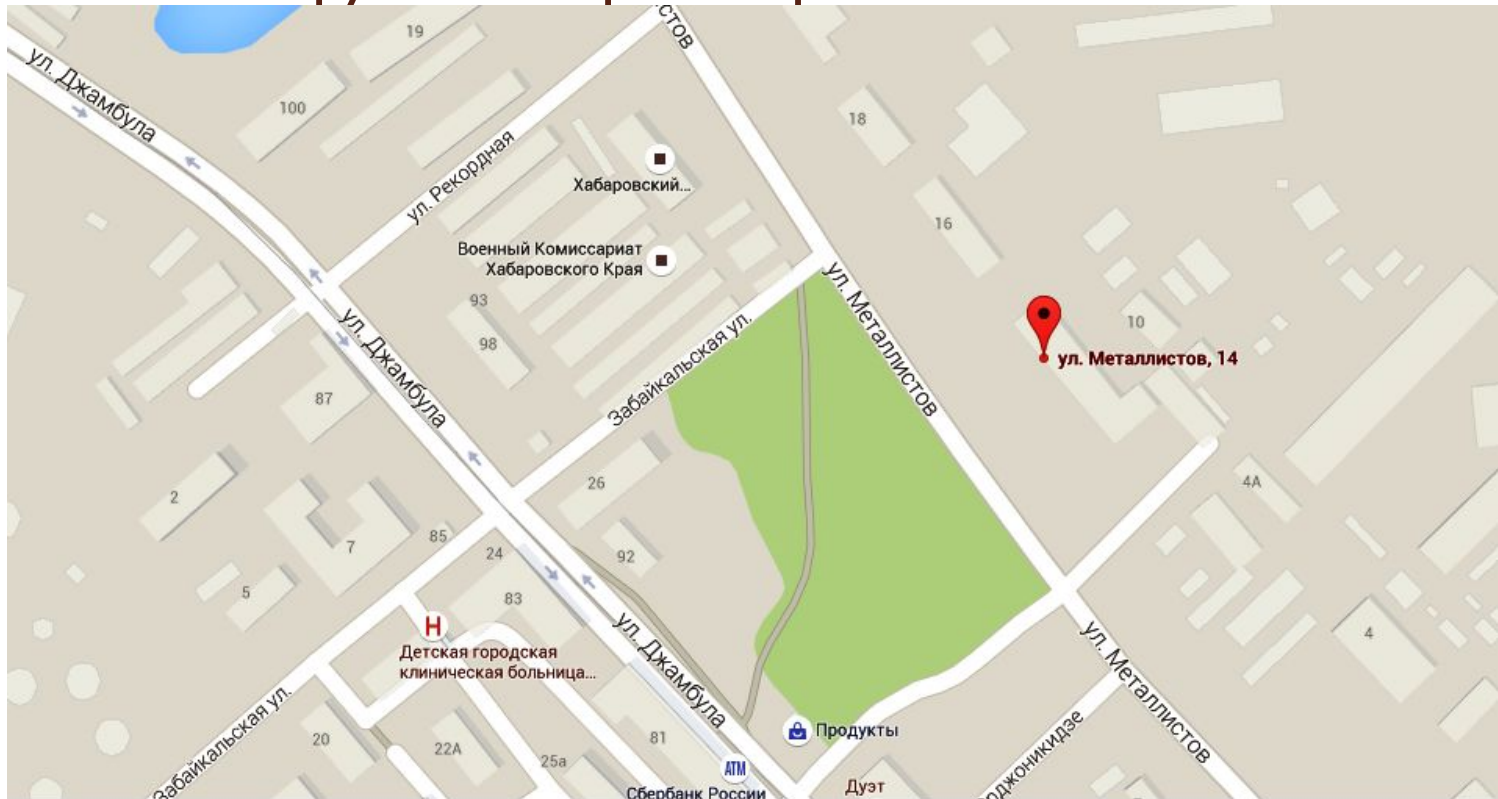 стов
19
ул. Джамбула
100
18
ул. Рекордная
Хабаровский...
16
Военный Комиссариат
Хабаровского Края
93
98
ул. Джамбула
ул. Металлистов
10
ул. Металлистов, 14
Забайкальская ул.
87
26
4А
2
7
85
24
92
5
83
Детская городская
клиническая больница...
ул. Джамбула
ул. Металлистов
4
Забайкальская ул.
20
22А
25а
81
Продукты
ATM
Сбербанк России
Дуэт
рджоникидзе
H